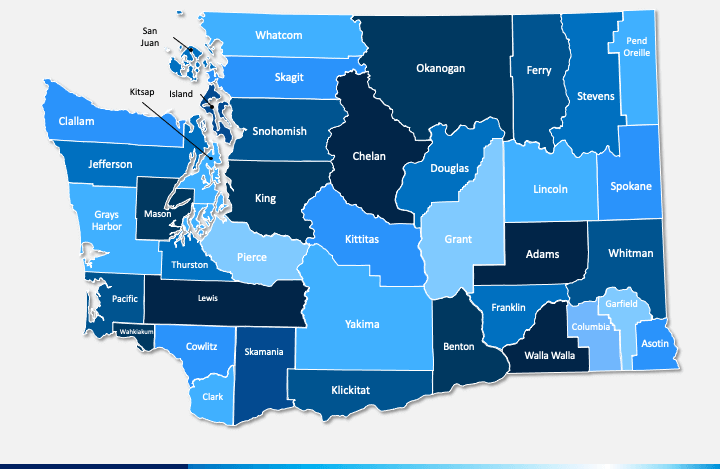 San
Juan
Whatcom
Pend
Oreille
Okanogan
Ferry
Skagit
Stevens
Kitsap
Island
Clallam
Snohomish
Chelan
Jefferson
Douglas
Lincoln
Spokane
King
Mason
Grays
Harbor
Kittitas
Grant
Adams
Whitman
Pierce
Thurston
Pacific
Lewis
Franklin
Garfield
Columbia
Yakima
Wahkiakum
Cowlitz
Skamania
Benton
Walla Walla
Asotin
Klickitat
Clark